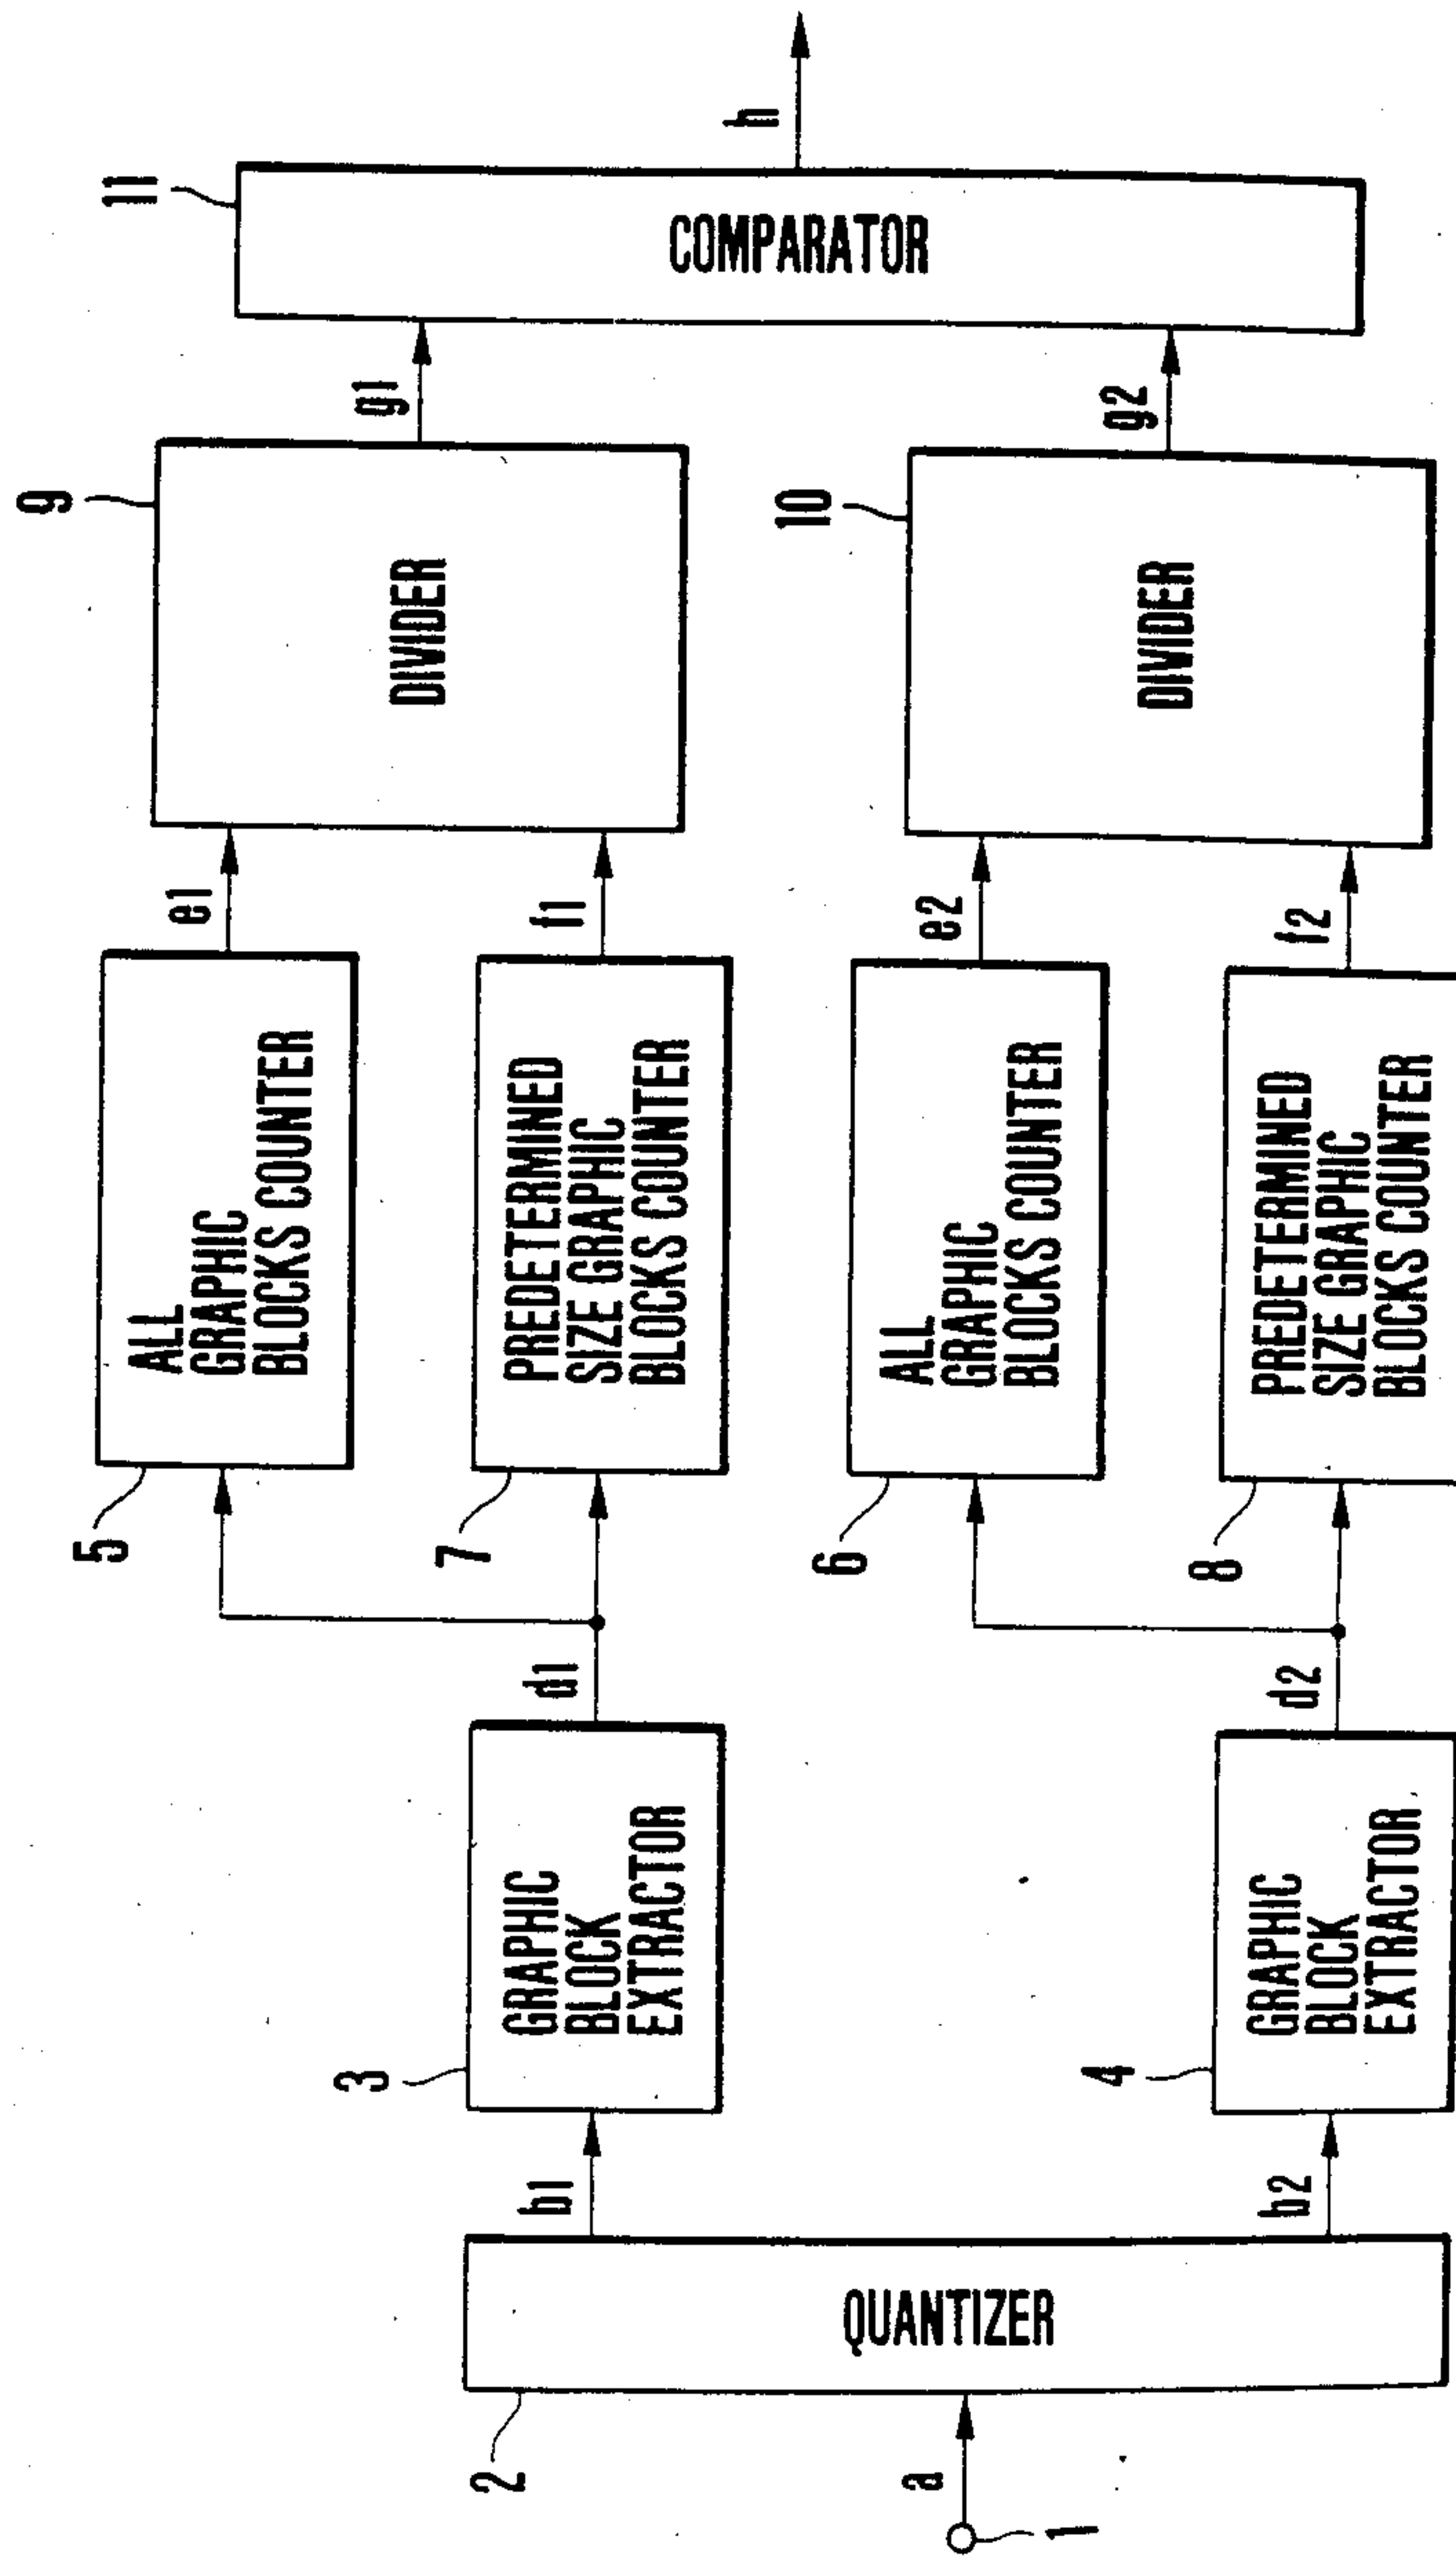 1
a
2
QUANTIZER
b1
b2
3
GRAPHIC
BLOCK
EXTRACTOR
4
GRAPHIC
BLOCK
EXTRACTOR
d1
d2
5
ALL
GRAPHIC
BLOCKS COUNTER
7
PREDETERMINED
SIZE GRAPHIC
BLOCKS COUNTER
6
ALL
GRAPHIC
BLOCKS COUNTER
8
PREDETERMINED
SIZE GRAPHIC
BLOCKS COUNTER
e1
f1
e2
f2
9
DIVIDER
10
DIVIDER
g1
g2
11
COMPARATOR
h